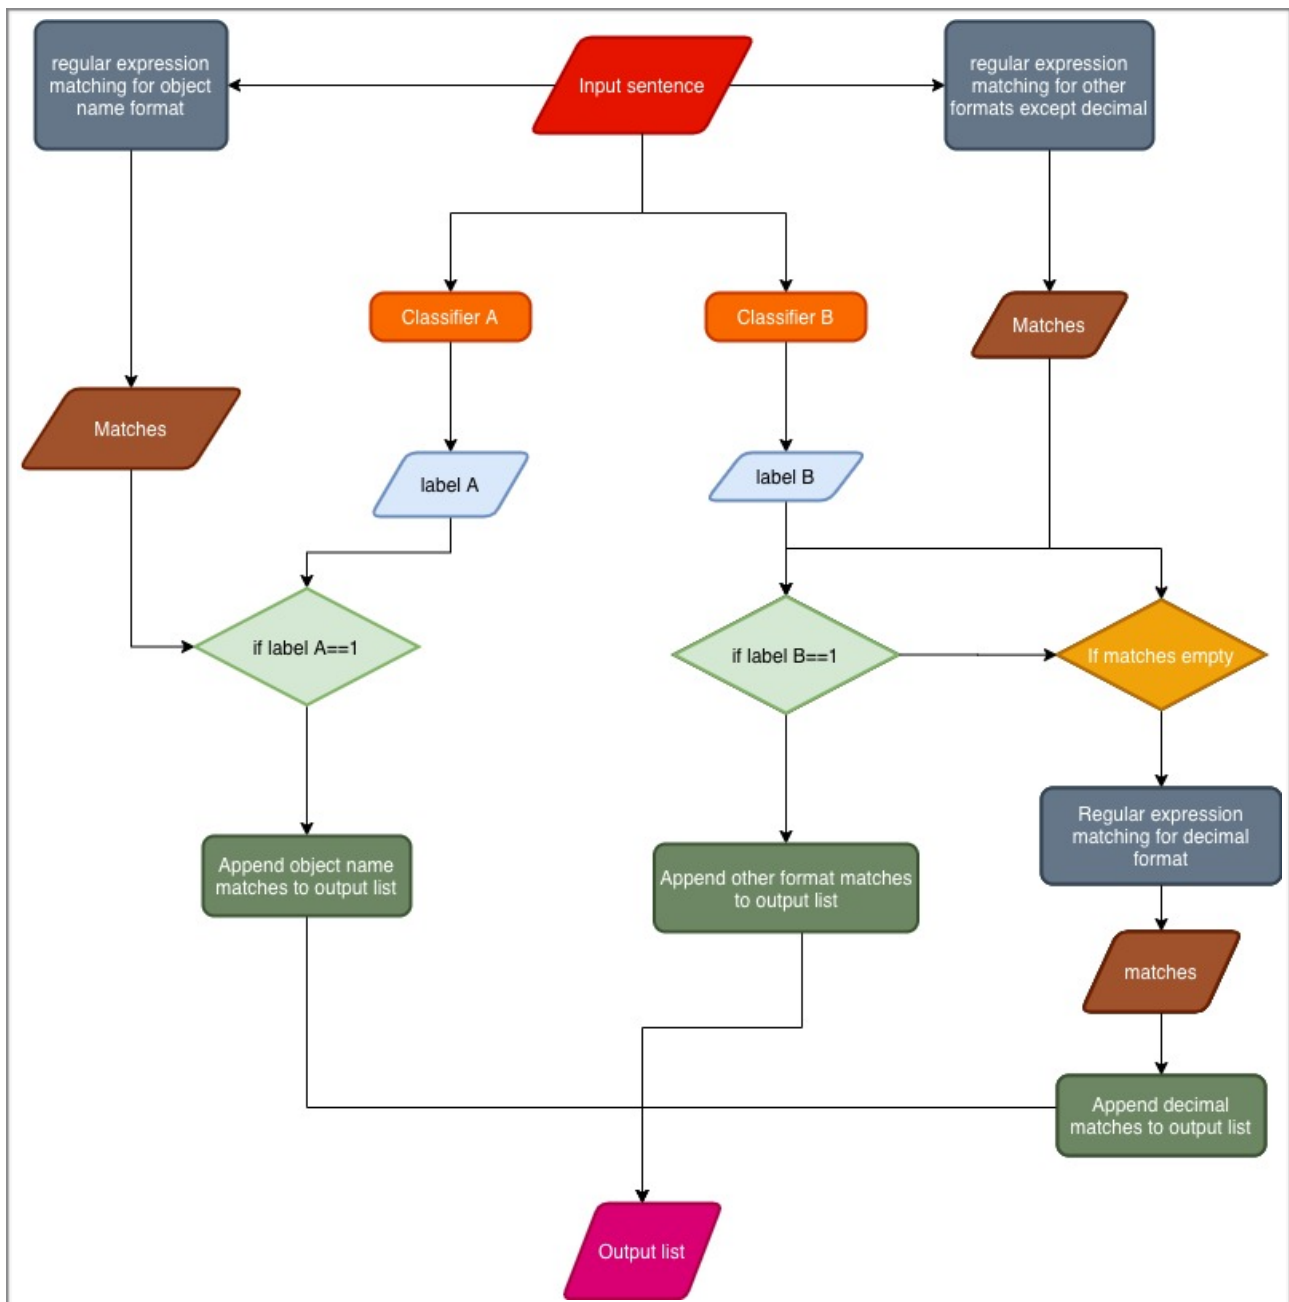 regular expression
matching for object
name format
Input sentence
regular expression
matching for other
formats except decimal
Classifier A
Classifier B
Matches
Matches
label A
label B
if label A==1
if label B==1
If matches empty
Regular expression
matching for decimal
format
Append object name
matches to output list
Append other format matches
to output list
matches
Append decimal
matches to output list
Output list